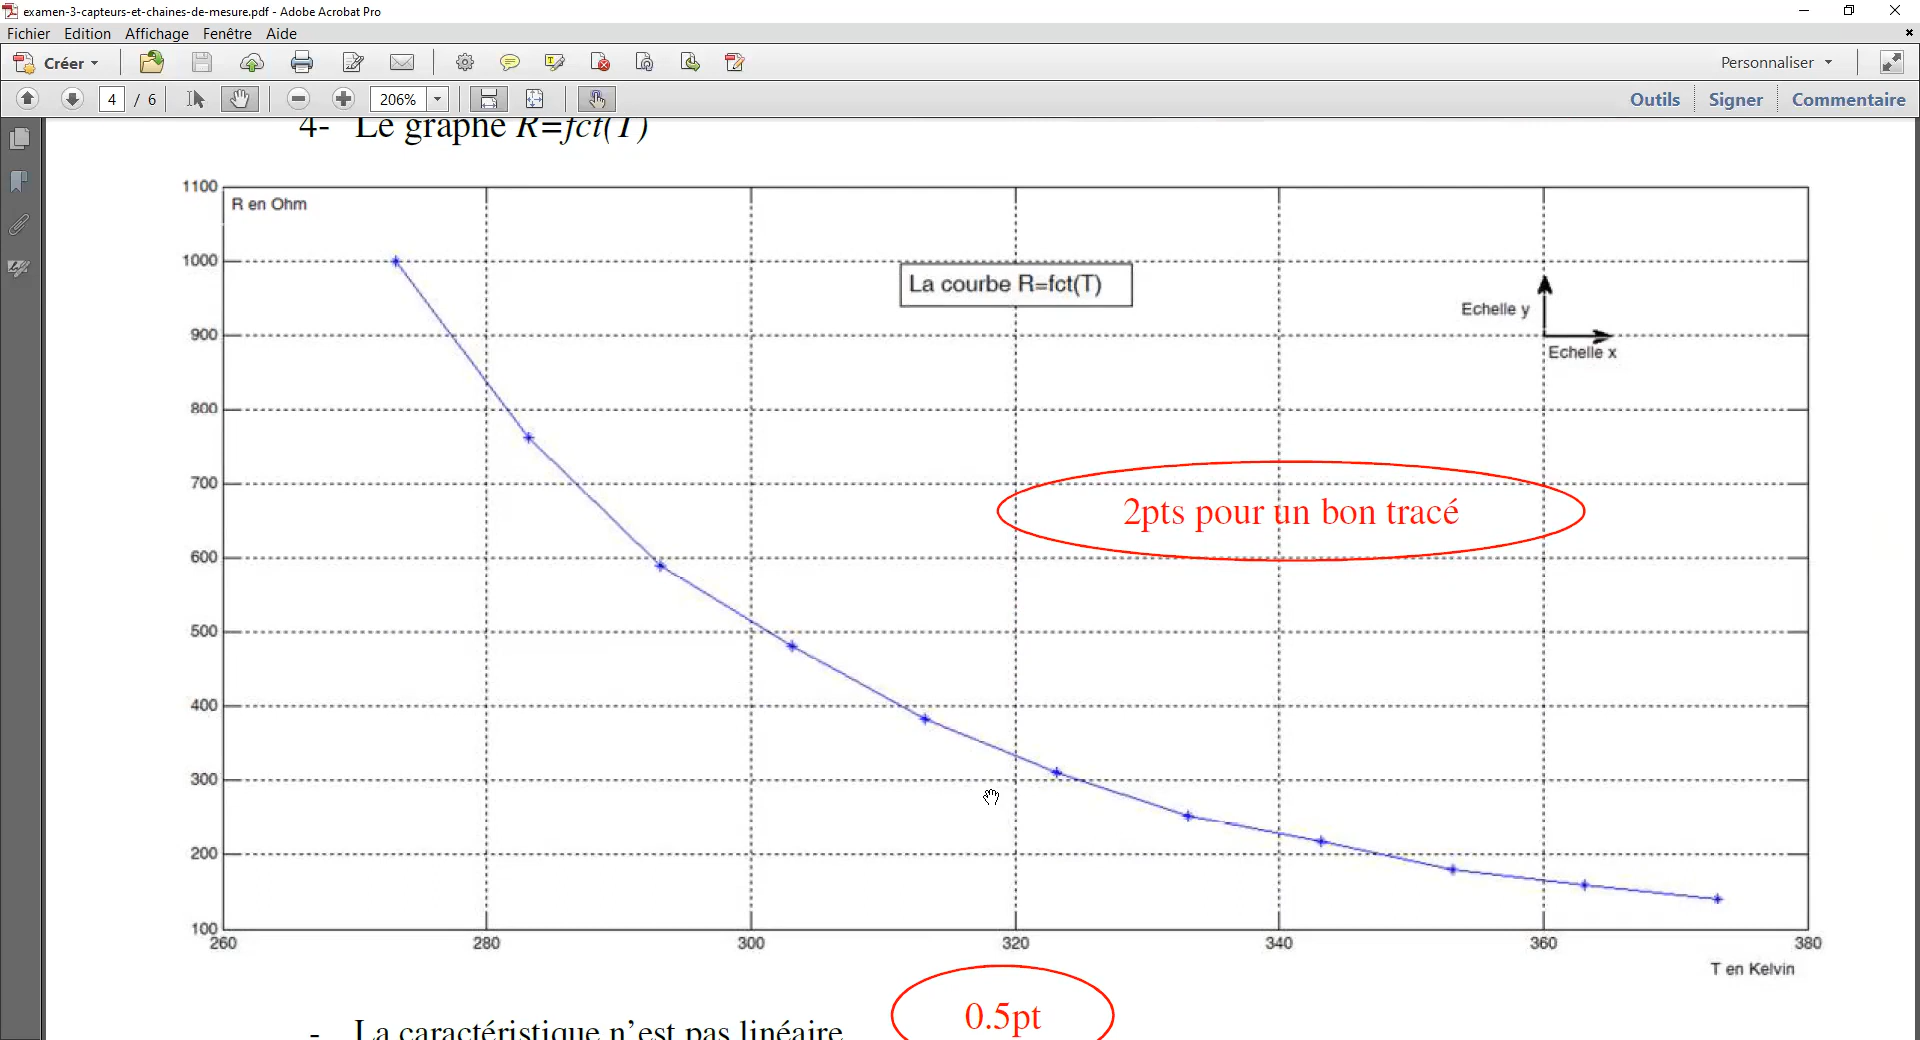 examen-3-capteurs-et-chaines-de-mesure.pdf - Adobe Acrobat Pro
Fichier Edition Affichage Fenêtre Aide
Créer
Personnaliser
4 / 6
206%
Outils Signer Commentaire
4- Le graphe R=fct(T)
1100
R en Ohm
1000
La courbe R=fct(T)
Echelle y
900
Echelle x
800
700
2pts pour un bon tracé
600
500
400
300
200
100
260 280 300 320 340 360 380
T en Kelvin
0.5pt
- La caractéristique n'est pas linéaire